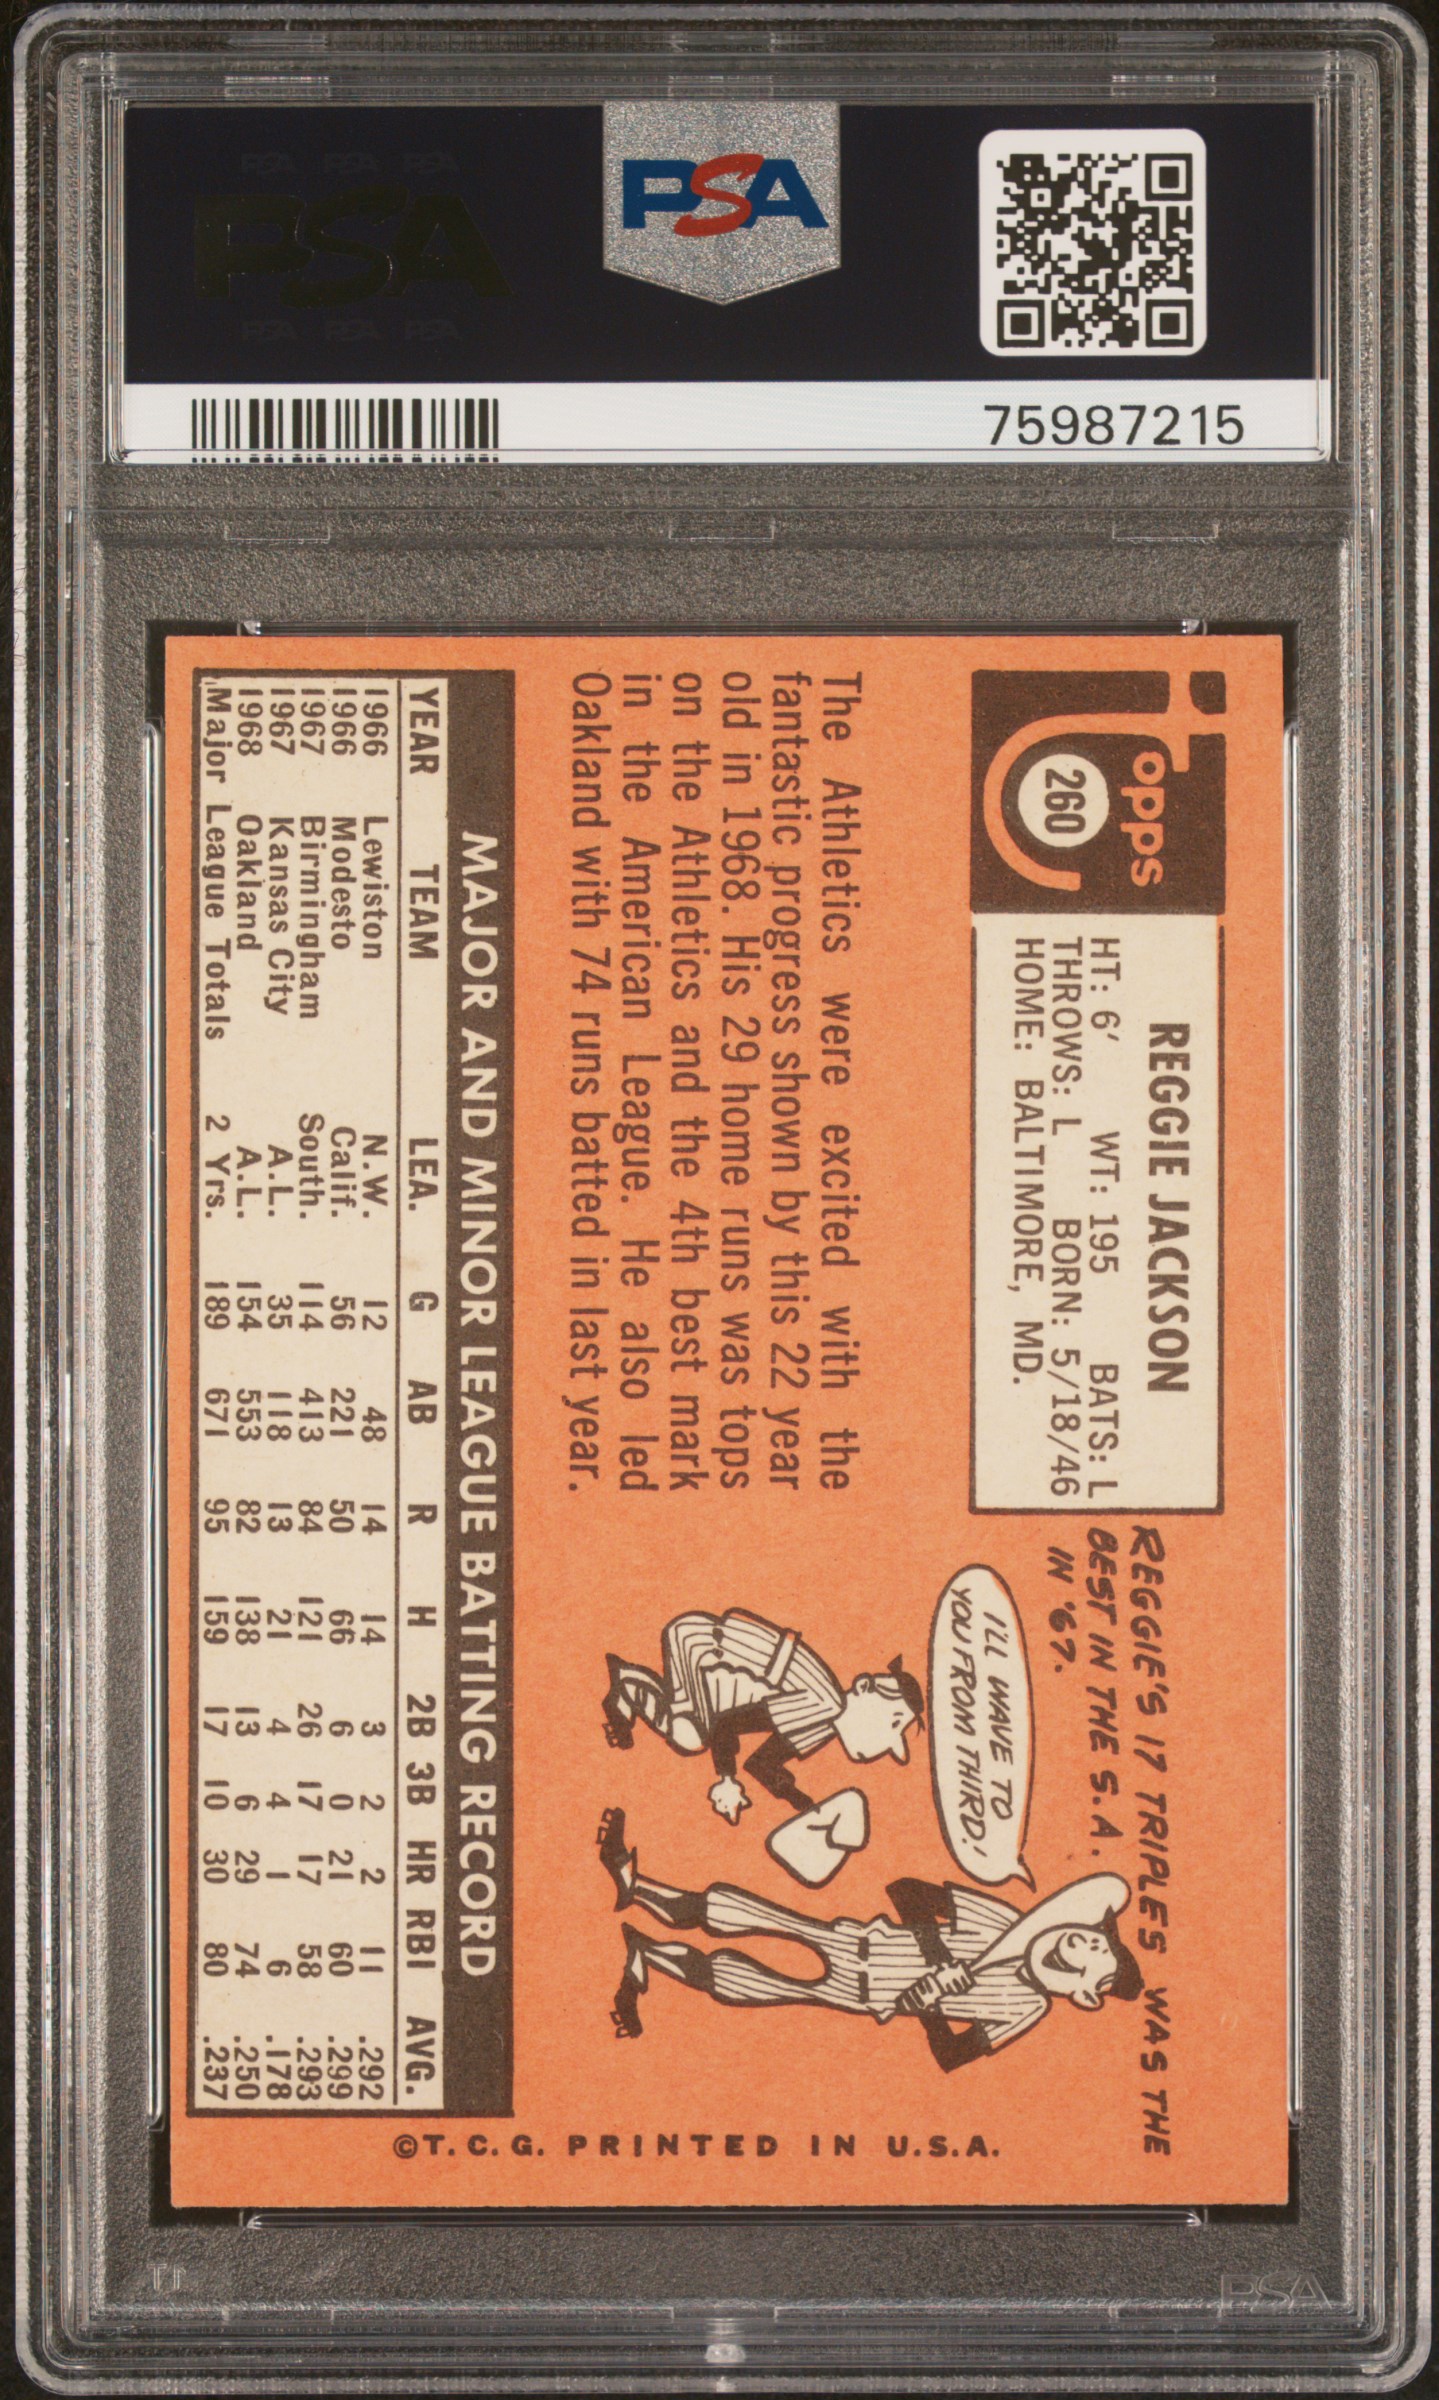 PSA
PSA PSA PSA
PSA
PSA PSA PSA
75987215
Topps
260
REGGIE JACKSON
HT: 6' WT: 195 BATS: L
THROWS: L BORN: 5/18/46
HOME: BALTIMORE, MD.
REGGIE'S 17 TRIPLES WAS THE
BEST IN THE S.A.
IN '67.
I'LL WAVE TO
YOU FROM THIRD!
The Athletics were excited with the
fantastic progress shown by this 22 year
old in 1968. His 29 home runs was tops
on the Athletics and the 4th best mark
in the American League. He also led
Oakland with 74 runs batted in last year.
MAJOR AND MINOR LEAGUE BATTING RECORD
YEAR TEAM LEA. G AB R H 2B 3B HR RBI AVG.
1966 Lewiston N.W. 12 48 14 14 3 2 2 11 .292
1966 Modesto Calif. 56 221 50 66 6 0 21 60 .299
1967 Birmingham South. 114 413 84 121 26 17 17 58 .293
1967 Kansas City A.L. 35 118 13 21 4 4 1 6 .178
1968 Oakland A.L. 154 553 82 138 13 6 29 74 .250
Major League Totals 2 Yrs. 189 671 95 159 17 10 30 80 .237
©T.C.G. PRINTED IN U.S.A.
PSA